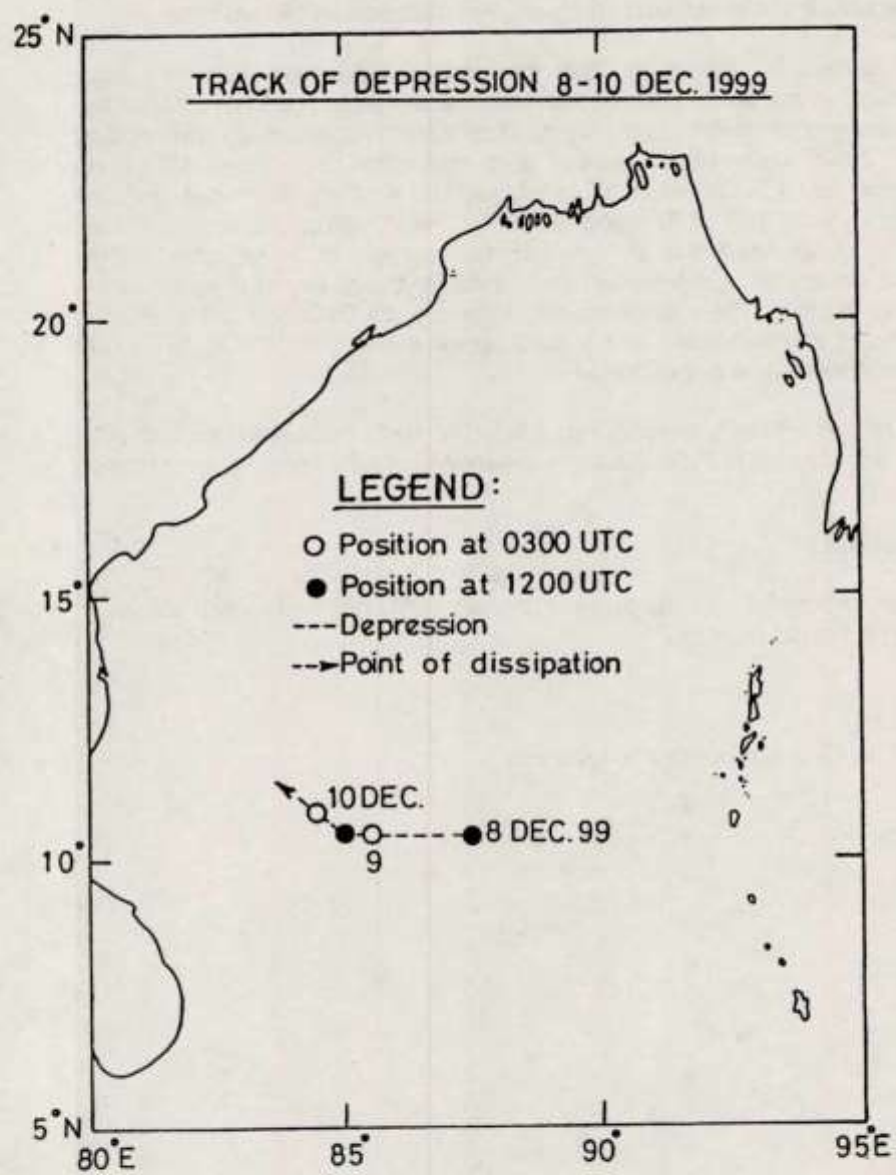 25°N
TRACK OF DEPRESSION 8-10 DEC. 1999
20°
LEGEND:
Position at 0300 UTC
Position at 1200 UTC
Depression
Point of dissipation
15°
10 DEC.
8 DEC. 99
9
10°
5°N
80°E
85°
90°
95°E